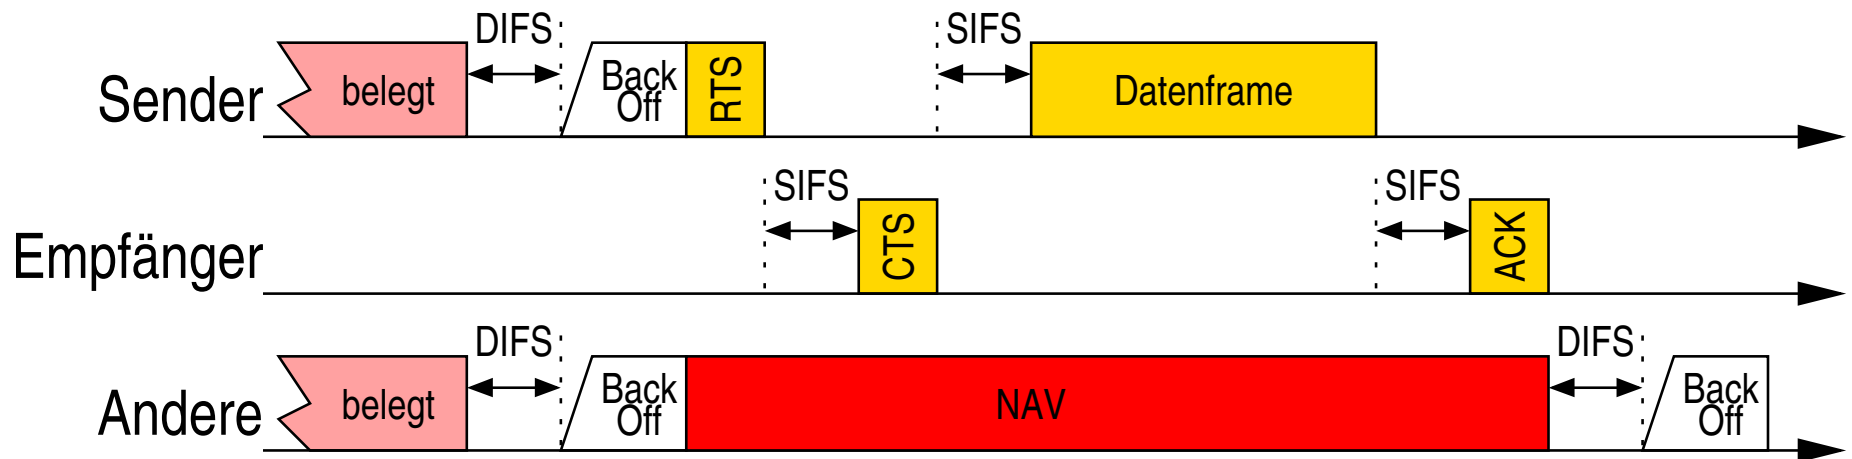 DIFS
SIFS
Sender
belegt
Back
Off
RTS
Datenframe
SIFS
SIFS
Empfänger
CTS
ACK
DIFS
DIFS
Andere
belegt
Back
Off
NAV
Back
Off